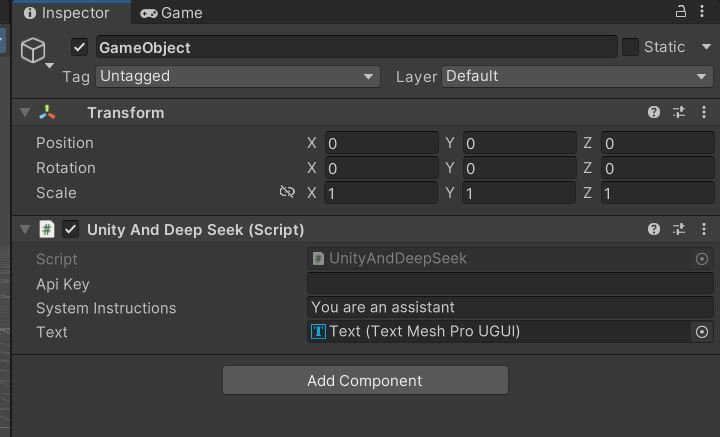 Inspector Game
GameObject Static
Tag Untagged Layer Default
Transform
Position X 0 Y 0 Z 0
Rotation X 0 Y 0 Z 0
Scale X 1 Y 1 Z 1
# Unity And Deep Seek (Script)
Script # UnityAndDeepSeek
Api Key
System Instructions You are an assistant
Text T Text (Text Mesh Pro UGUI)
Add Component